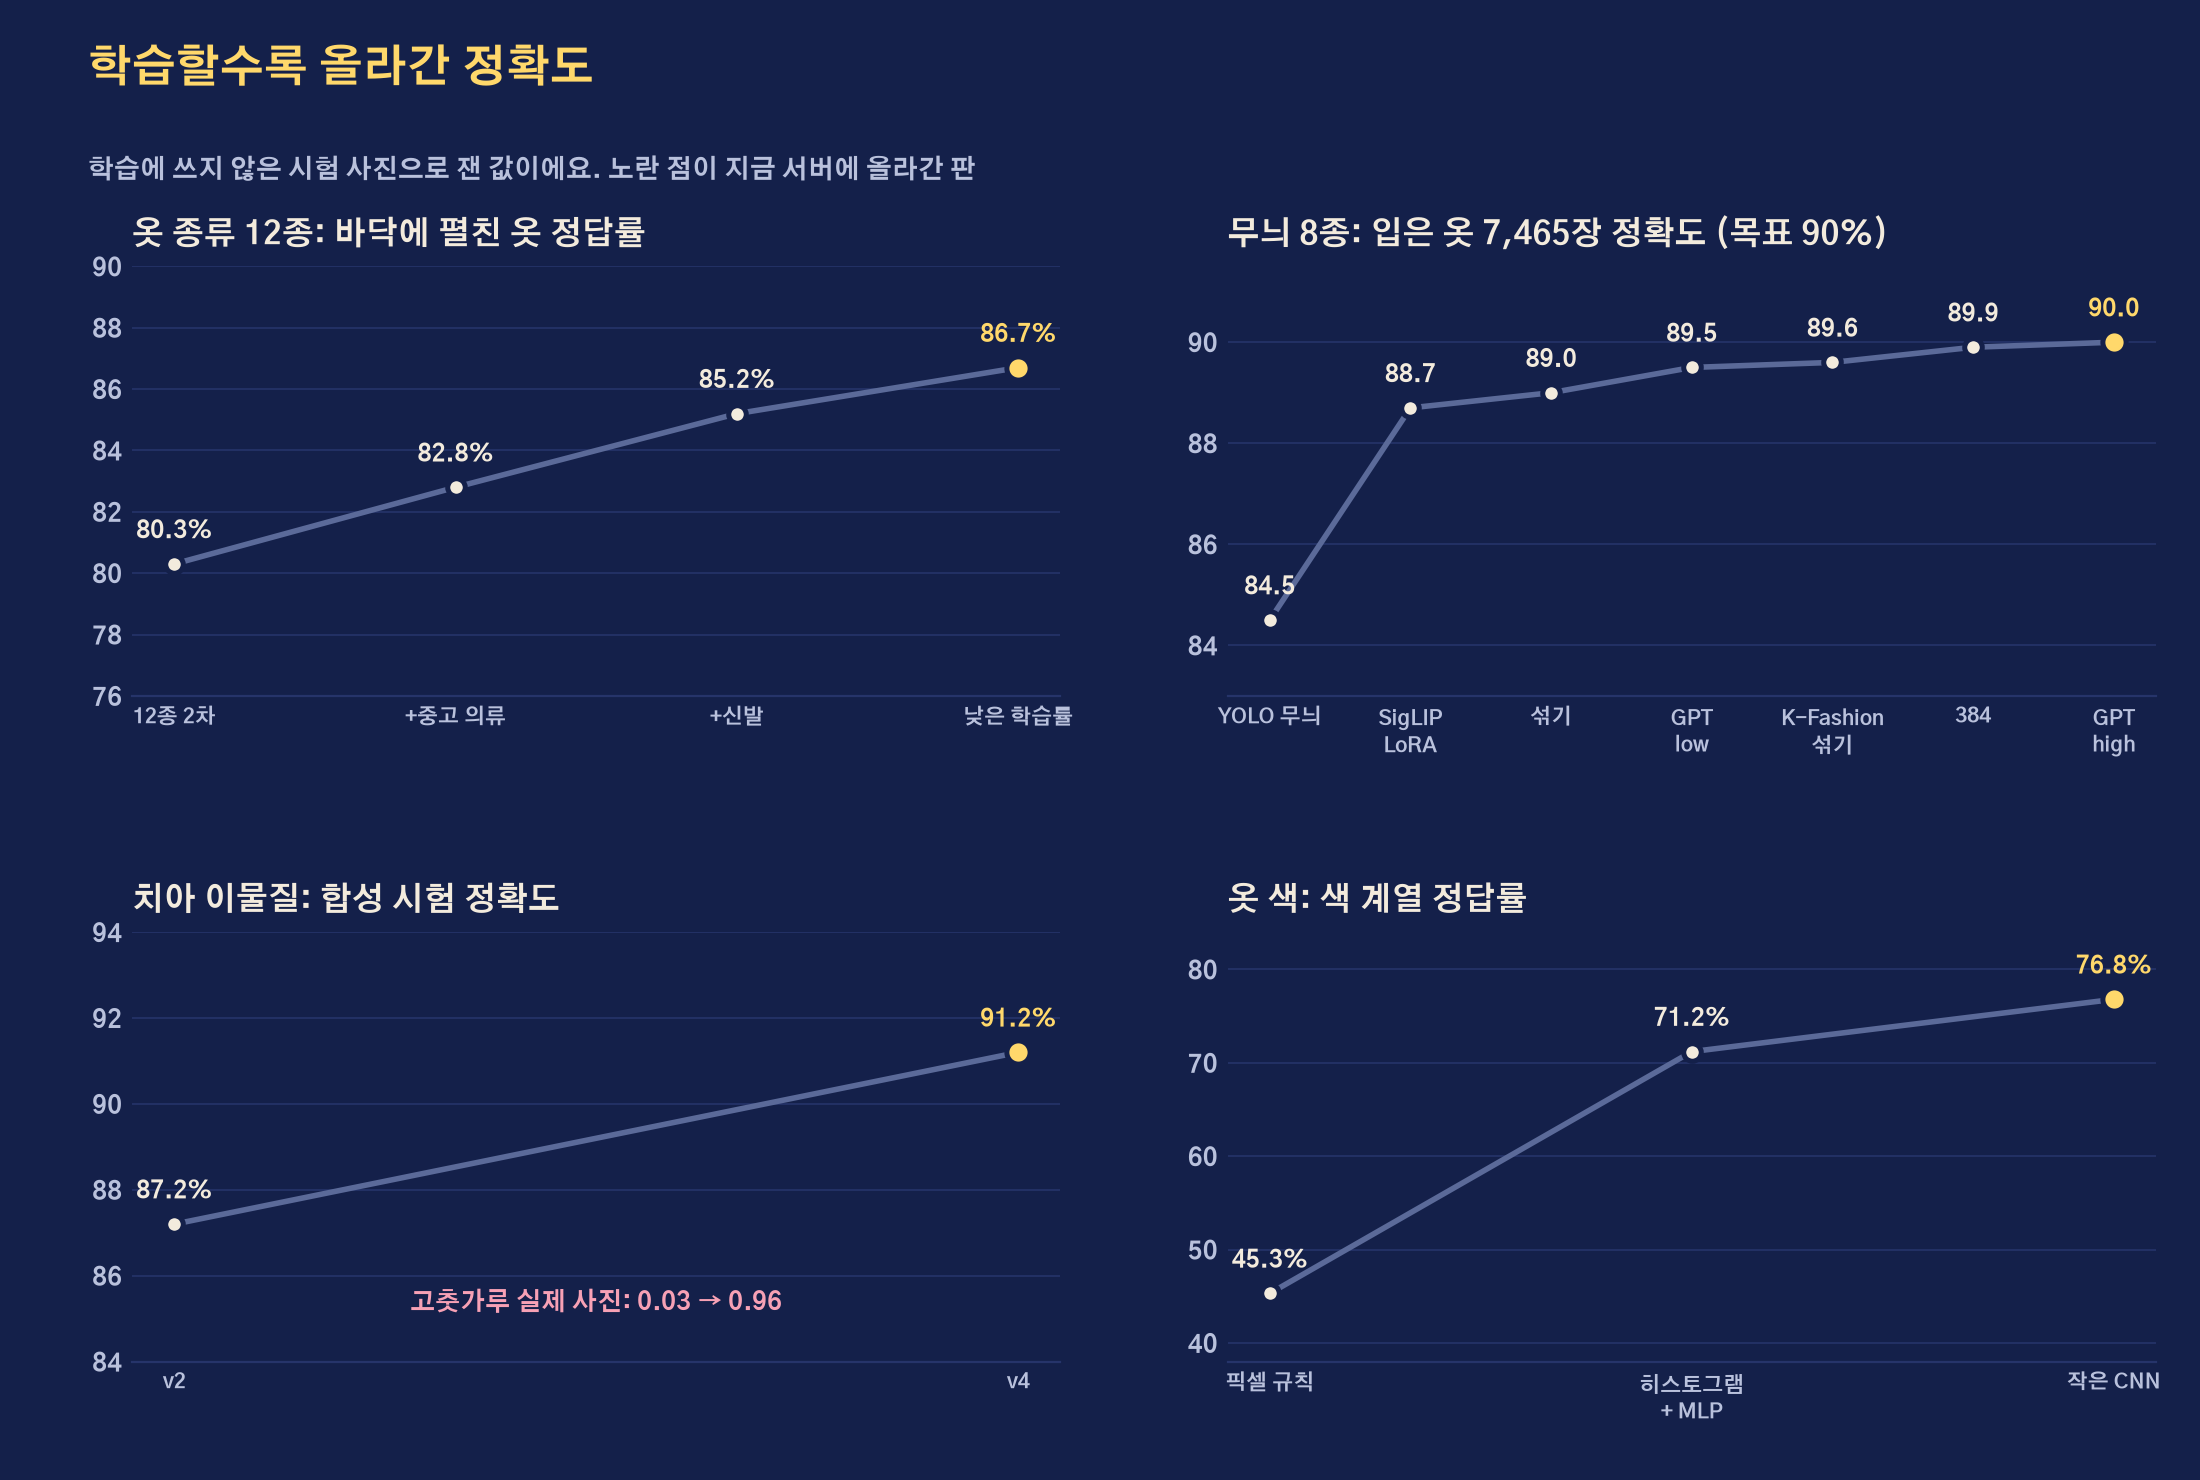 학습할수록 올라간 정확도
학습에 쓰지 않은 시험 사진으로 잰 값이에요. 노란 점이 지금 서버에 올라간 판
옷 종류 12종: 바닥에 펼친 옷 정답률
90
88
86
84
82
80
78
76
80.3%
82.8%
85.2%
86.7%
12종 2차
+중고 의류
+신발
낮은 학습률
무늬 8종: 입은 옷 7,465장 정확도 (목표 90%)
90
88
86
84
84.5
88.7
89.0
89.5
89.6
89.9
90.0
YOLO 무늬
SigLIP
LoRA
섞기
GPT
low
K-Fashion
섞기
384
GPT
high
치아 이물질: 합성 시험 정확도
94
92
90
88
86
84
87.2%
91.2%
고춧가루 실제 사진: 0.03 → 0.96
v2
v4
옷 색: 색 계열 정답률
80
70
60
50
40
45.3%
71.2%
76.8%
픽셀 규칙
히스토그램
+ MLP
작은 CNN